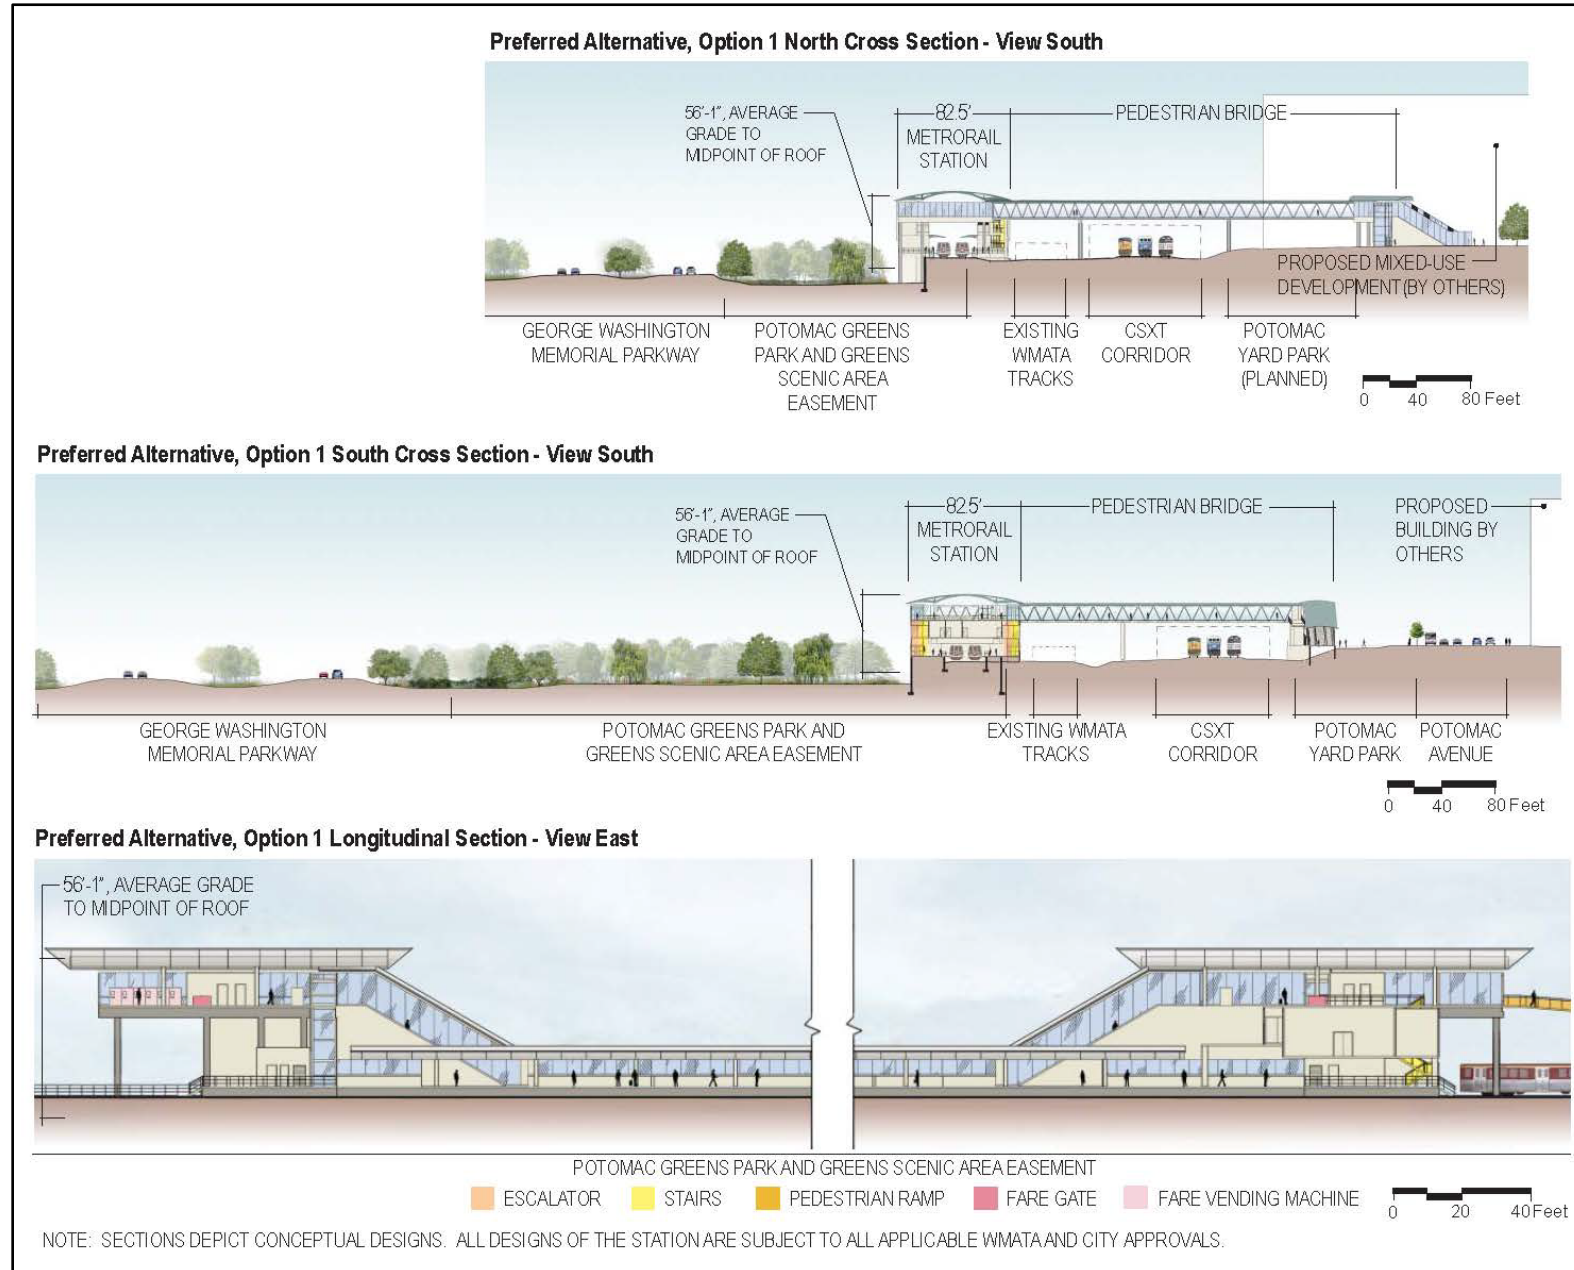 Preferred Alternative, Option 1 North Cross Section - View South
56'-1", AVERAGE
GRADE TO
MIDPOINT OF ROOF
82.5'
METRORAIL
STATION
PEDESTRIAN BRIDGE
PROPOSED MIXED-USE
DEVELOPMENT (BY OTHERS)
GEORGE WASHINGTON
MEMORIAL PARKWAY
POTOMAC GREENS
PARK AND GREENS
SCENIC AREA
EASEMENT
EXISTING
WMATA
TRACKS
CSXT
CORRIDOR
POTOMAC
YARD PARK
(PLANNED)
0 40 80 Feet
Preferred Alternative, Option 1 South Cross Section - View South
56'-1", AVERAGE
GRADE TO
MIDPOINT OF ROOF
82.5'
METRORAIL
STATION
PEDESTRIAN BRIDGE
PROPOSED
BUILDING BY
OTHERS
GEORGE WASHINGTON
MEMORIAL PARKWAY
POTOMAC GREENS PARK AND
GREENS SCENIC AREA EASEMENT
EXISTING WMATA
TRACKS
CSXT
CORRIDOR
POTOMAC
YARD PARK
POTOMAC
AVENUE
0 40 80 Feet
Preferred Alternative, Option 1 Longitudinal Section - View East
56'-1", AVERAGE GRADE
TO MIDPOINT OF ROOF
POTOMAC GREENS PARK AND GREENS SCENIC AREA EASEMENT
ESCALATOR
STAIRS
PEDESTRIAN RAMP
FARE GATE
FARE VENDING MACHINE
0 20 40 Feet
NOTE: SECTIONS DEPICT CONCEPTUAL DESIGNS. ALL DESIGNS OF THE STATION ARE SUBJECT TO ALL APPLICABLE WMATA AND CITY APPROVALS.